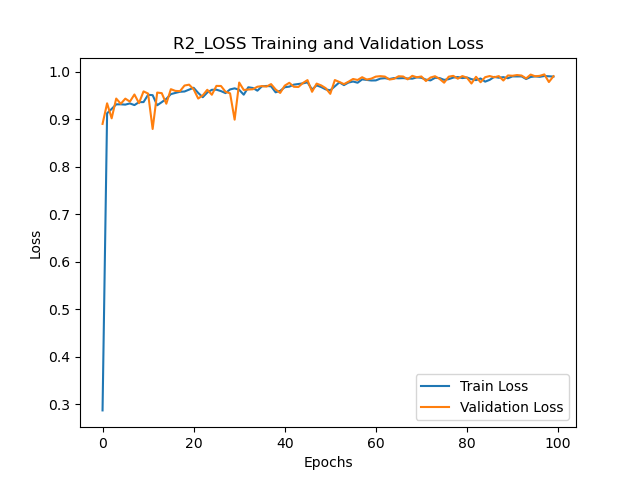 R2_LOSS Training and Validation Loss
1.0
0.9
0.8
0.7
0.6
0.5
0.4
0.3
Loss
0 20 40 60 80 100
Epochs
Train Loss
Validation Loss